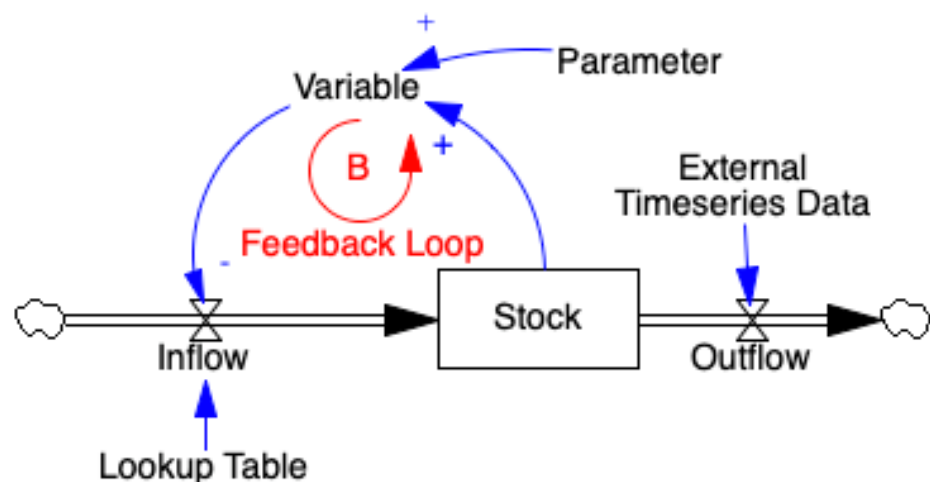 +
Parameter
Variable
+
B
External
Timeseries Data
Feedback Loop
-
Stock
Inflow
Outflow
Lookup Table